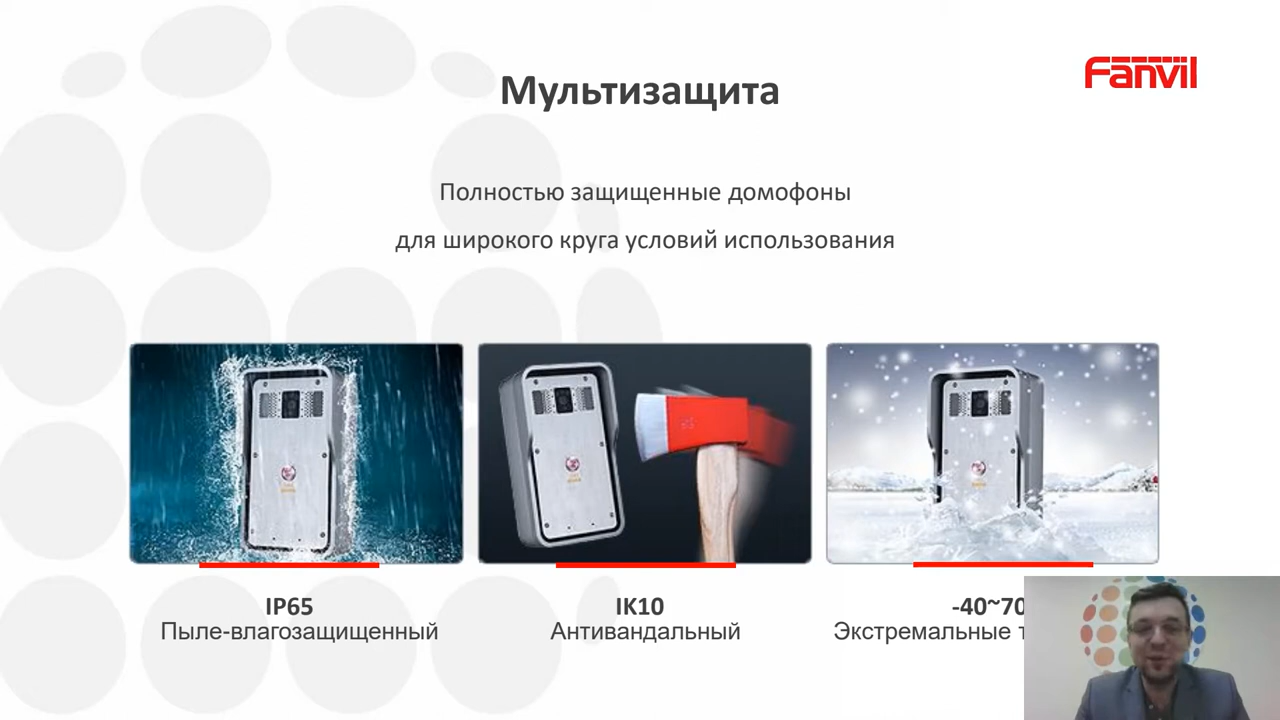 Fanvil
Мультизащита
Полностью защищенные домофоны
для широкого круга условий использования
IP65
Пыле-влагозащищенный
IK10
Антивандальный
-40~70
Экстремальные